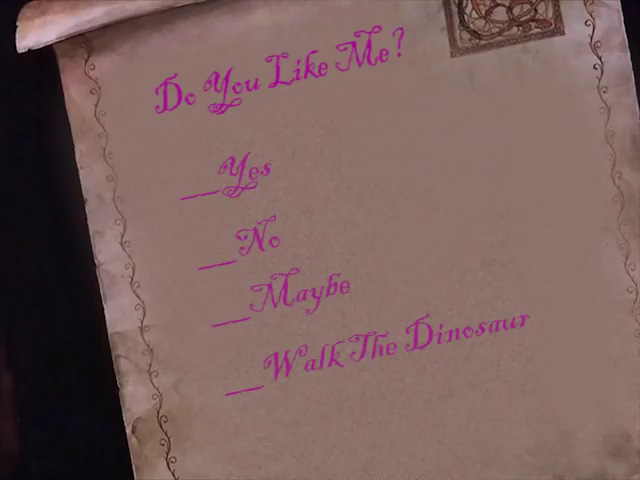 Do You Like Me?
__Yes
__No
__Maybe
__Walk The Dinosaur